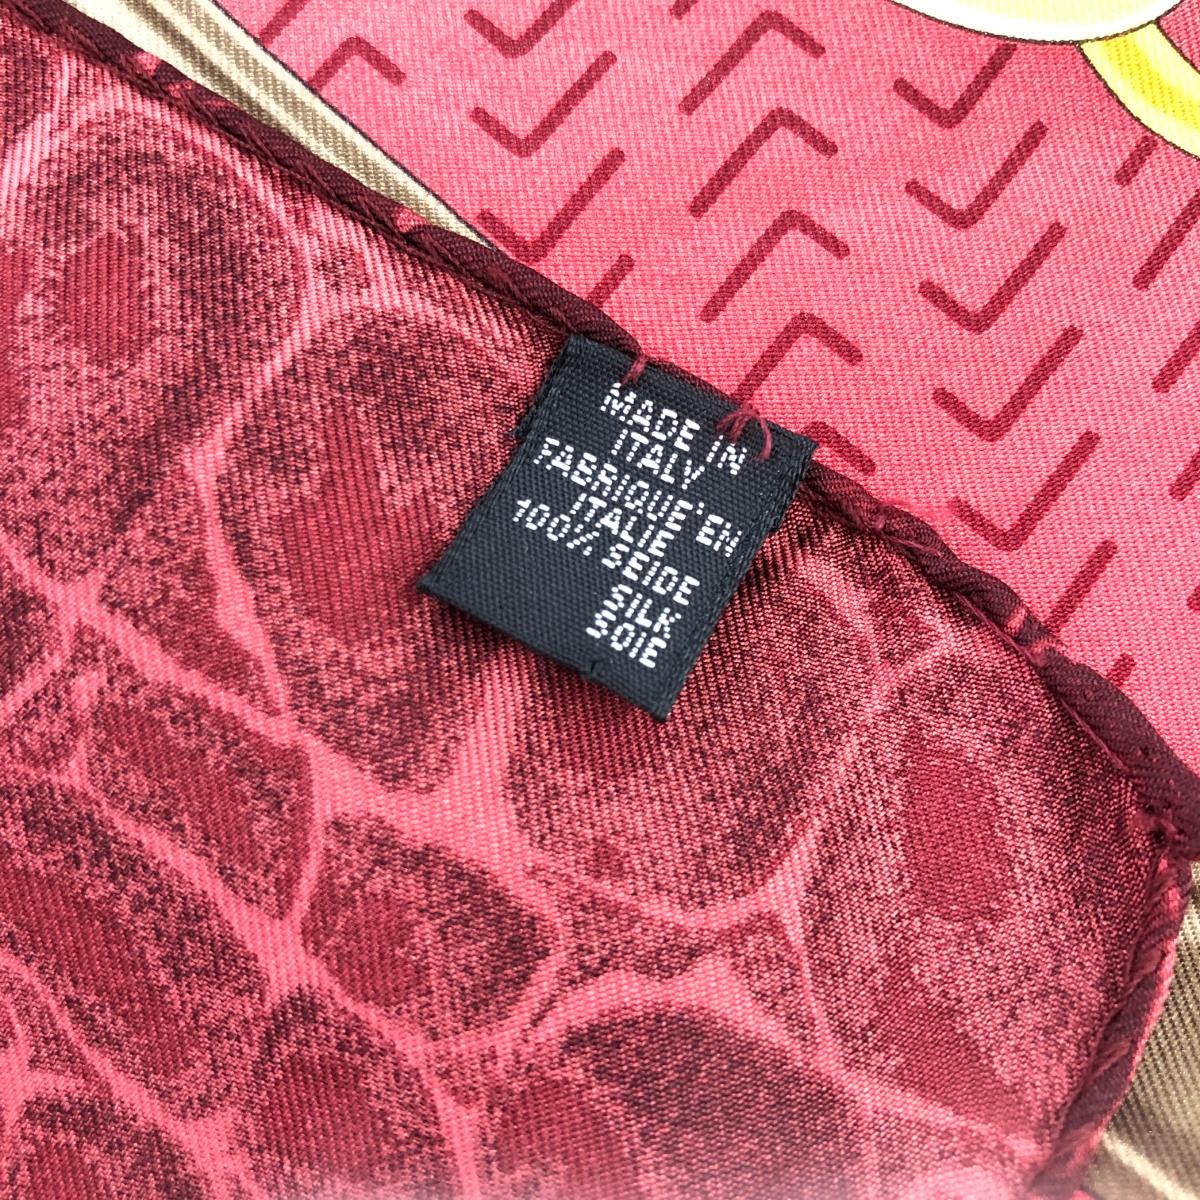 MADE IN
ITALY
FABRIQUE'EN
ITALIE
100% SEIDE
SILK
SOIE